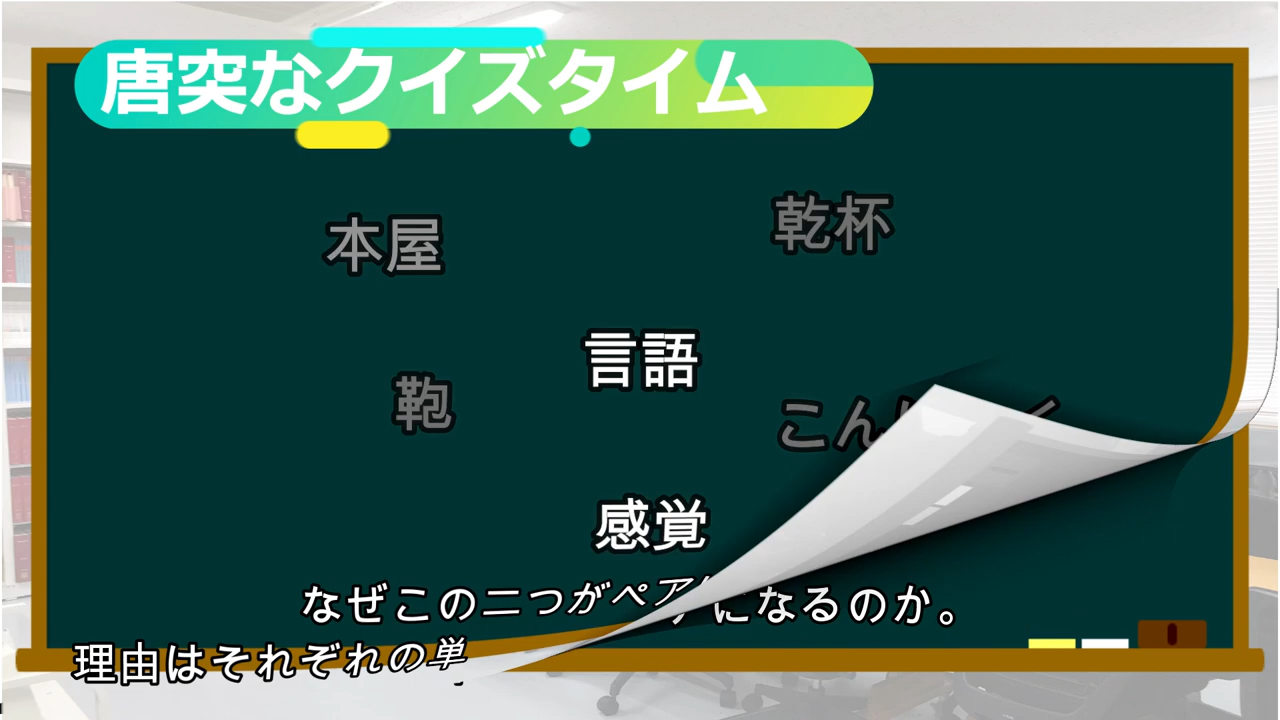 唐突なクイズタイム
本屋
乾杯
言語
鞄
こん
感覚
なぜこの二つがペア になるのか。
理由はそれぞれの単